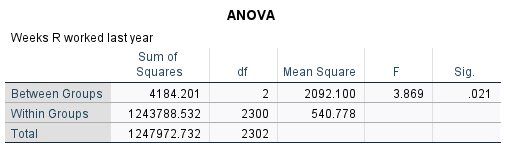 ANOVA
Weeks R worked last year
Sum of Squares df Mean Square F Sig.
Between Groups 4184.201 2 2092.100 3.869 .021
Within Groups 1243788.532 2300 540.778
Total 1247972.732 2302